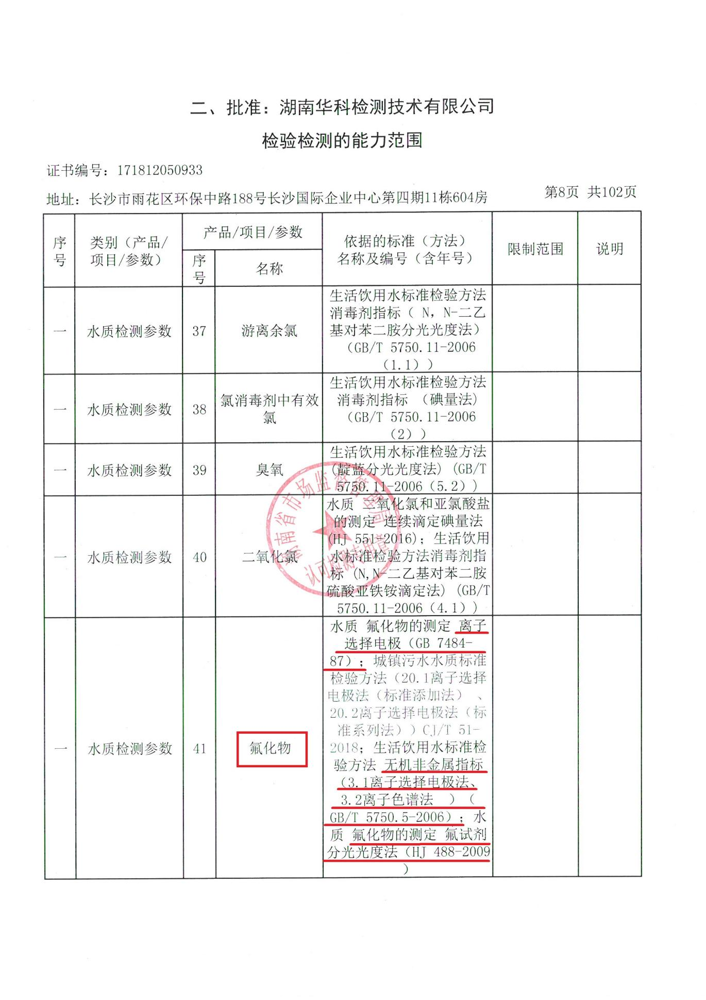 二、批准：湖南华科检测技术有限公司
检验检测的能力范围
证书编号：171812050933
地址：长沙市雨花区环保中路188号长沙国际企业中心第四期11栋604房
第8页 共102页
序
号
类别（产品/
项目/参数）
产品/项目/参数
序
号
名称
依据的标准（方法）
名称及编号（含年号）
限制范围
说明
一
水质检测参数
37
游离余氯
生活饮用水标准检验方法
消毒剂指标（ N，N-二乙
基对苯二胺分光光度法）
（GB/T 5750.11-2006
（1.1））
一
水质检测参数
38
氯消毒剂中有效
氯
生活饮用水标准检验方法
消毒剂指标 （碘量法)
（GB/T 5750.11-2006
（2））
一
水质检测参数
39
臭氧
生活饮用水标准检验方法
(靛蓝分光光度法) (GB/T
5750.11-2006（5.2）)
一
水质检测参数
40
二氧化氯
水质 二氧化氯和亚氯酸盐
的测定 连续滴定碘量法
(HJ 551-2016)；生活饮用
水标准检验方法消毒剂指
标 (N,N-二乙基对苯二胺
硫酸亚铁铵滴定法) (GB/T
5750.11-2006（4.1）)
一
水质检测参数
41
氟化物
水质 氟化物的测定 离子
选择电极（GB 7484-
87）；城镇污水水质标准
检验方法（20.1离子选择
电极法（标准添加法） 、
20.2离子选择电极法（标
准系列法））CJ/T 51-
2018；生活饮用水标准检
验方法 无机非金属指标
（3.1离子选择电极法、
3.2离子色谱法 ）（
GB/T 5750.5-2006）；水
质 氟化物的测定 氟试剂
分光光度法（HJ 488-2009
）
湖南省市场监督管理局
认可检测专用章